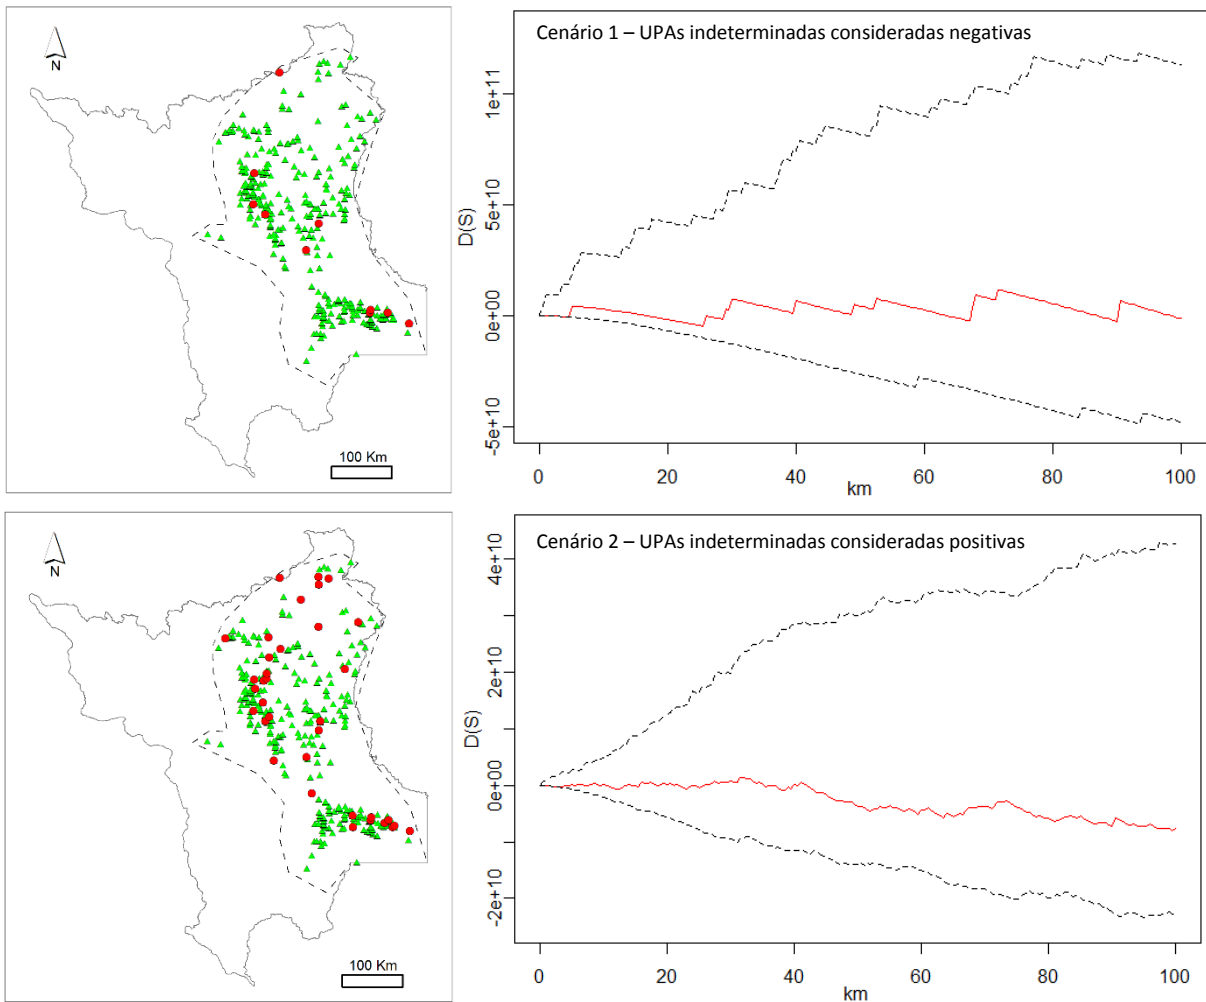 N
100 Km
Cenário 1 – UPAs indeterminadas consideradas negativas
D(S)
1e+11
5e+10
0e+00
-5e+10
0 20 40 60 80 100
km
N
100 Km
Cenário 2 – UPAs indeterminadas consideradas positivas
D(S)
4e+10
2e+10
0e+00
-2e+10
0 20 40 60 80 100
km